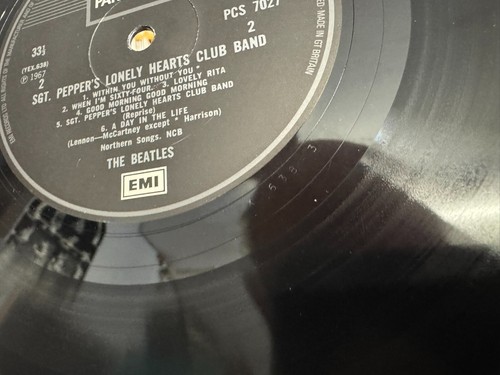 PCS 7027
2
33⅓
(YEX.638)
℗ 1967
2
SGT. PEPPER'S LONELY HEARTS CLUB BAND
1. WITHIN YOU WITHOUT YOU *
2. WHEN I'M SIXTY-FOUR 3. LOVELY RITA
4. GOOD MORNING GOOD MORNING
5. SGT. PEPPER'S LONELY HEARTS CLUB BAND
(Reprise)
6. A DAY IN THE LIFE
(Lennon—McCartney except * Harrison)
Northern Songs, NCB
THE BEATLES
EMI
MADE IN GT BRITAIN
638 3